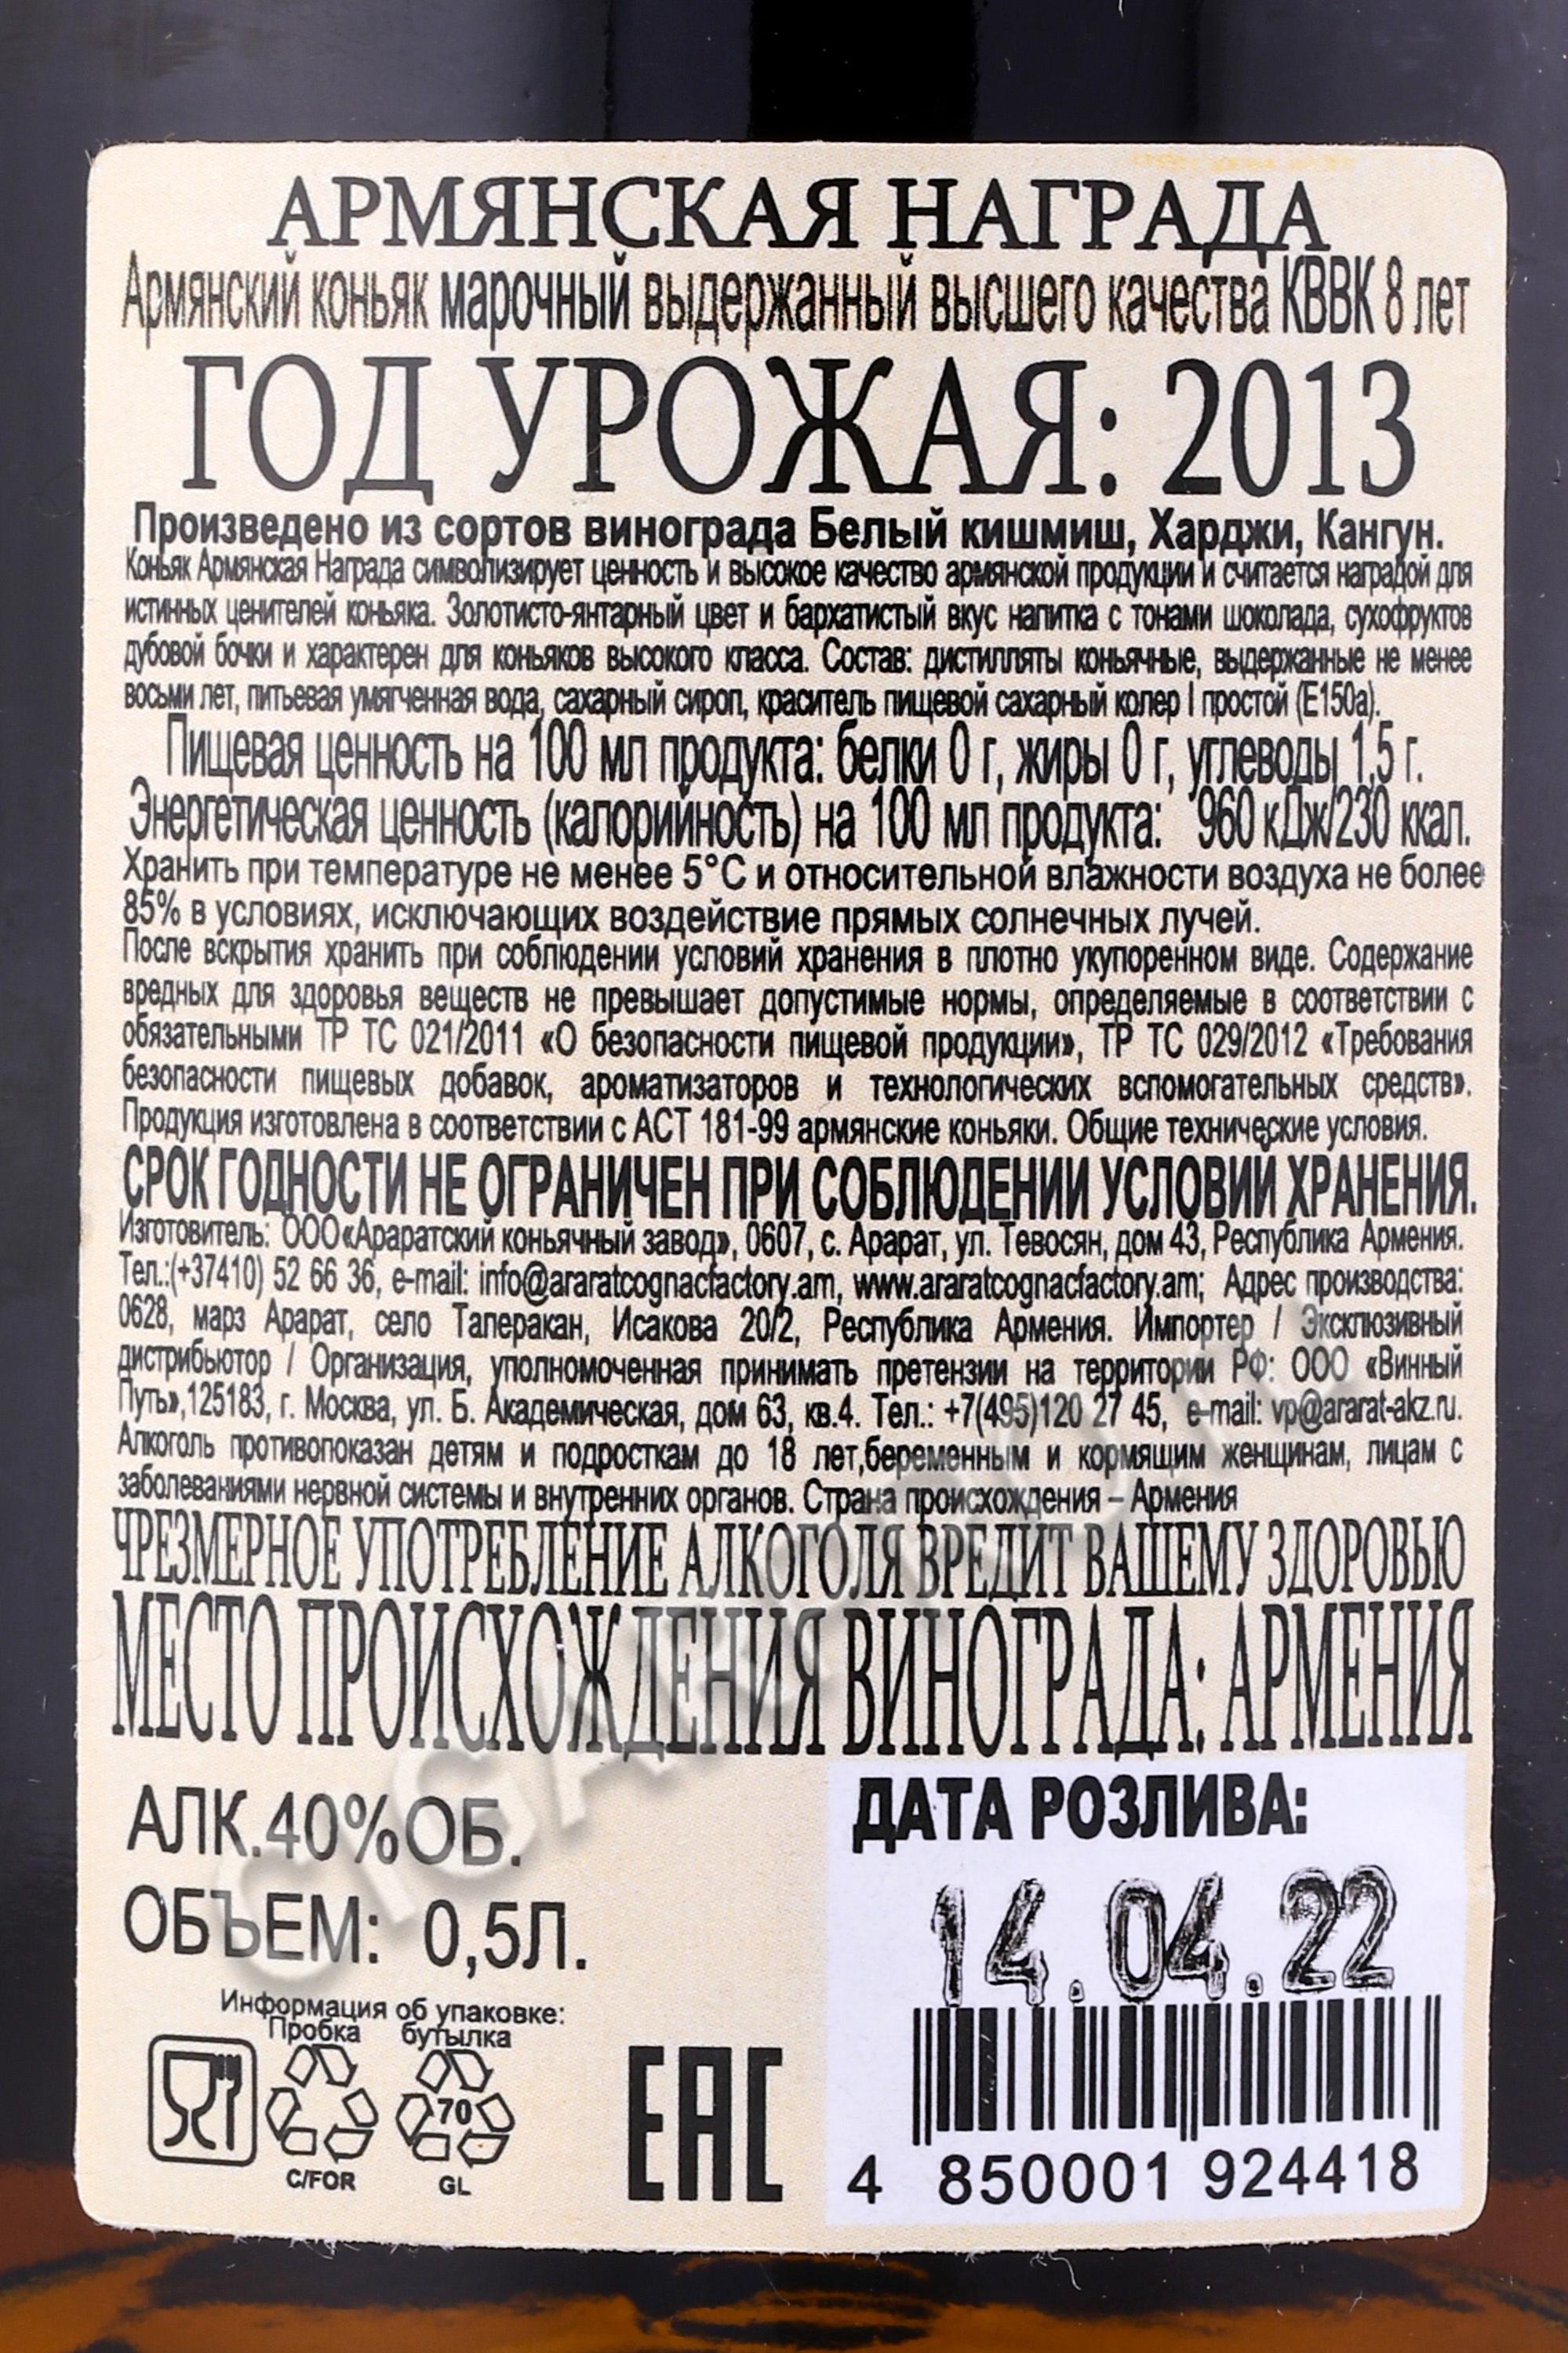 АРМЯНСКАЯ НАГРАДА
Армянский коньяк марочный выдержанный высшего качества КВВК 8 лет
ГОД УРОЖАЯ: 2013
Произведено из сортов винограда Белый кишмиш, Харджи, Кангун.
Коньяк Армянская Награда символизирует ценность и высокое качество армянской продукции и считается наградой для
истинных ценителей коньяка. Золотисто-янтарный цвет и бархатистый вкус напитка с тонами шоколада, сухофруктов
дубовой бочки и характерен для коньяков высокого класса. Состав: дистилляты коньячные, выдержанные не менее
восьми лет, питьевая умягченная вода, сахарный сироп, краситель пищевой сахарный колер I простой (E150a).
Пищевая ценность на 100 мл продукта: белки 0 г, жиры 0 г, углеводы 1,5 г.
Энергетическая ценность (калорийность) на 100 мл продукта: 960 кДж/230 ккал.
Хранить при температуре не менее 5°С и относительной влажности воздуха не более
85% в условиях, исключающих воздействие прямых солнечных лучей.
После вскрытия хранить при соблюдении условий хранения в плотно укупоренном виде. Содержание
вредных для здоровья веществ не превышает допустимые нормы, определяемые в соответствии с
обязательными ТР ТС 021/2011 «О безопасности пищевой продукции», ТР ТС 029/2012 «Требования
безопасности пищевых добавок, ароматизаторов и технологических вспомогательных средств».
Продукция изготовлена в соответствии с АСТ 181-99 армянские коньяки. Общие технические условия.
СРОК ГОДНОСТИ НЕ ОГРАНИЧЕН ПРИ СОБЛЮДЕНИИ УСЛОВИЙ ХРАНЕНИЯ.
Изготовитель: ООО«Араратский коньячный завод», 0607, с. Арарат, ул. Тевосян, дом 43, Республика Армения.
Тел.:(+37410) 52 66 36, e-mail: info@araratcognacfactory.am, www.araratcognacfactory.am; Адрес производства:
0628, марз Арарат, село Таперакан, Исакова 20/2, Республика Армения. Импортер / Эксклюзивный
дистрибьютор / Организация, уполномоченная принимать претензии на территории РФ: ООО «Винный
Путь»,125183, г. Москва, ул. Б. Академическая, дом 63, кв.4. Тел.: +7(495)120 27 45, e-mail: vp@ararat-akz.ru.
Алкоголь противопоказан детям и подросткам до 18 лет,беременным и кормящим женщинам, лицам с
заболеваниями нервной системы и внутренних органов. Страна происхождения – Армения
ЧРЕЗМЕРНОЕ УПОТРЕБЛЕНИЕ АЛКОГОЛЯ ВРЕДИТ ВАШЕМУ ЗДОРОВЬЮ
МЕСТО ПРОИСХОЖДЕНИЯ ВИНОГРАДА: АРМЕНИЯ
АЛК.40%ОБ.
ОБЪЕМ: 0,5Л.
Информация об упаковке:
Пробка бутылка
70
C/FOR GL
ЕАС
ДАТА РОЗЛИВА:
14.04.22
4 850001 924418